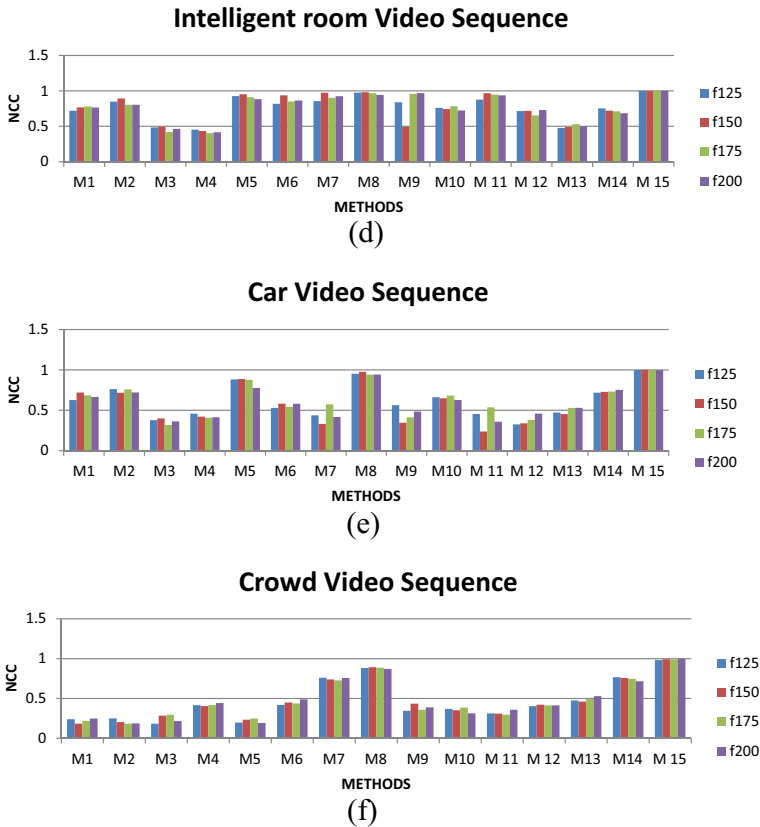 Intelligent room Video Sequence
1.5
1
0.5
0
NCC
M1 M2 M3 M4 M5 M6 M7 M8 M9 M10 M 11 M 12 M13 M14 M 15
METHODS
f125
f150
f175
f200
(d)
Car Video Sequence
1.5
1
0.5
0
NCC
M1 M2 M3 M4 M5 M6 M7 M8 M9 M10 M 11 M 12 M13 M14 M 15
METHODS
f125
f150
f175
f200
(e)
Crowd Video Sequence
1.5
1
0.5
0
NCC
M1 M2 M3 M4 M5 M6 M7 M8 M9 M10 M 11 M 12 M13 M14 M 15
METHODS
f125
f150
f175
f200
(f)